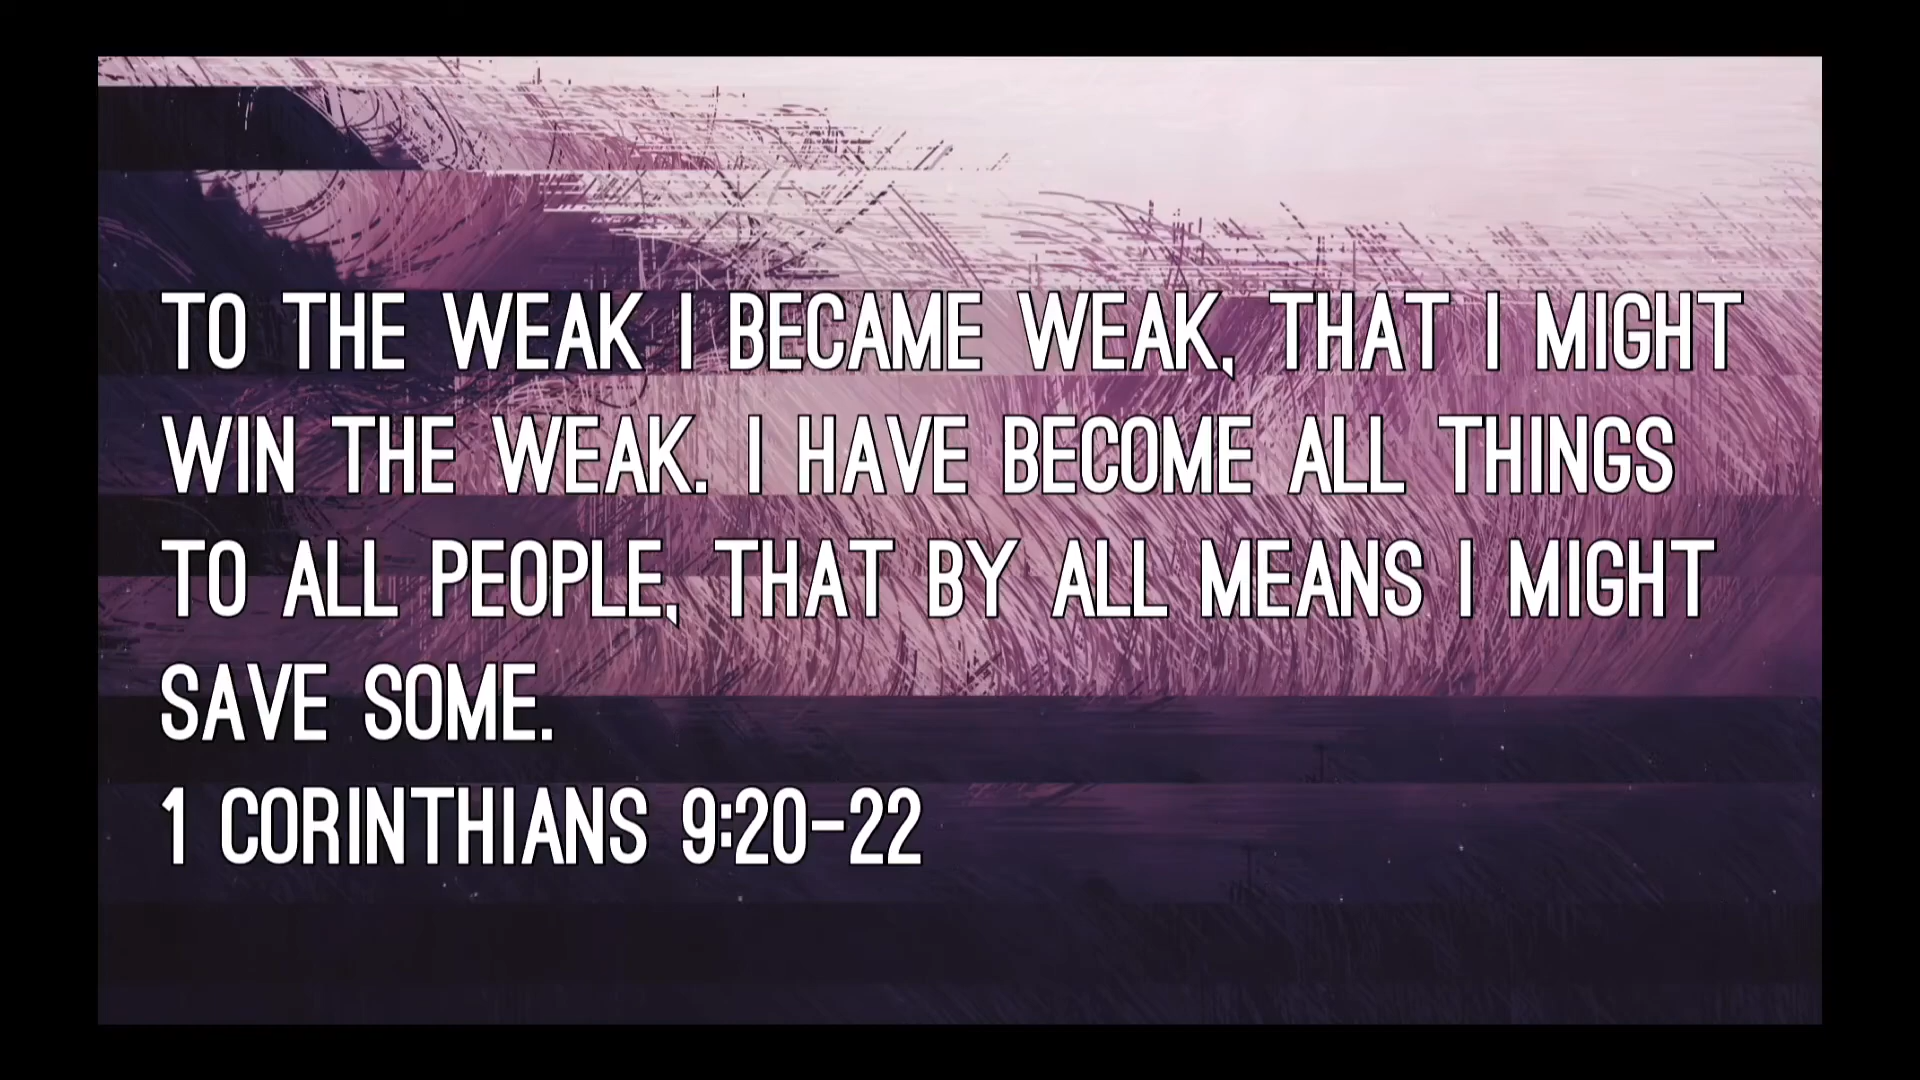 TO THE WEAK I BECAME WEAK, THAT I MIGHT
WIN THE WEAK. I HAVE BECOME ALL THINGS
TO ALL PEOPLE, THAT BY ALL MEANS I MIGHT
SAVE SOME.
1 CORINTHIANS 9:20-22